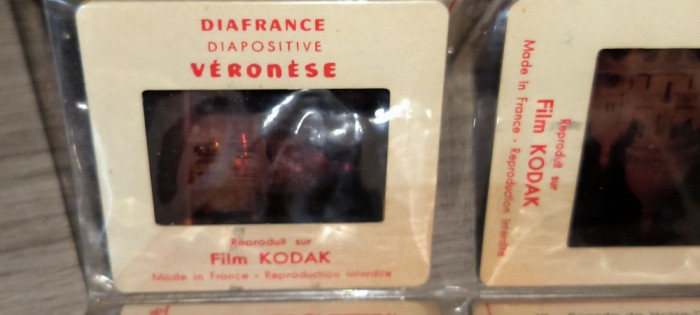 DIAFRANCE
DIAPOSITIVE
VÉRONÈSE
Reproduit sur
Film KODAK
Made in France - Reproduction interdite
Reproduit sur
Film KODAK
Made in France - Reproduction interdite